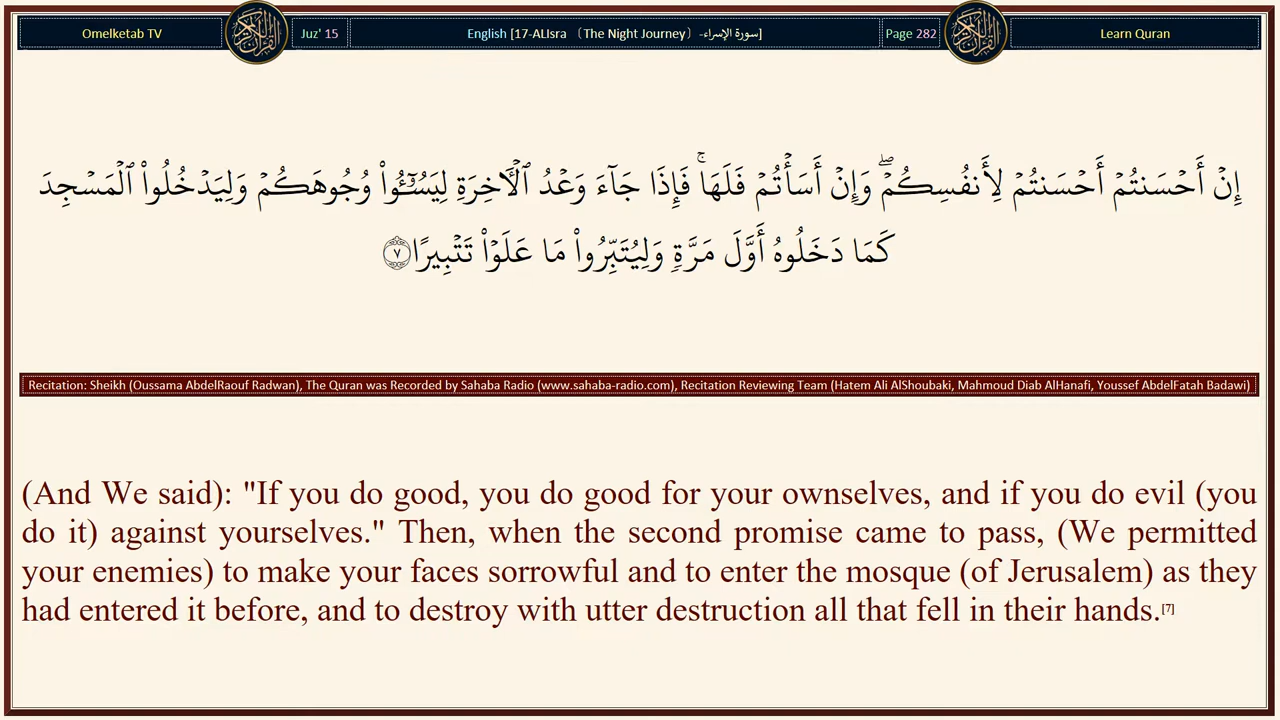 Omelketab TV
Juz' 15
English [17-ALIsra 〔The Night Journey〕 -سورة الإسراء]
Page 282
Learn Quran
إِنۡ أَحۡسَنتُمۡ أَحۡسَنتُمۡ لِأَنفُسِكُمۡۖ وَإِنۡ أَسَأۡتُمۡ فَلَهَاۚ فَإِذَا جَآءَ وَعۡدُ ٱلۡأٓخِرَةِ لِيَسُـُٔواْ وُجُوهَكُمۡ وَلِيَدۡخُلُواْ ٱلۡمَسۡجِدَ
كَمَا دَخَلُوهُ أَوَّلَ مَرَّةٖ وَلِيُتَبِّرُواْ مَا عَلَوۡاْ تَتۡبِيرًا ٧
Recitation: Sheikh (Oussama AbdelRaouf Radwan), The Quran was Recorded by Sahaba Radio (www.sahaba-radio.com), Recitation Reviewing Team (Hatem Ali AlShoubaki, Mahmoud Diab AlHanafi, Youssef AbdelFatah Badawi)
(And We said): "If you do good, you do good for your ownselves, and if you do evil (you
do it) against yourselves." Then, when the second promise came to pass, (We permitted
your enemies) to make your faces sorrowful and to enter the mosque (of Jerusalem) as they
had entered it before, and to destroy with utter destruction all that fell in their hands.[7]